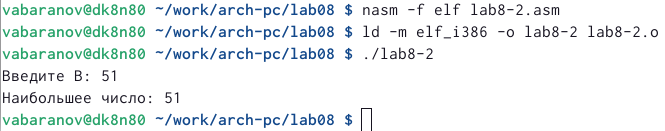 vabaranov@dk8n80 ~/work/arch-pc/lab08 $ nasm -f elf lab8-2.asm
vabaranov@dk8n80 ~/work/arch-pc/lab08 $ ld -m elf_i386 -o lab8-2 lab8-2.o
vabaranov@dk8n80 ~/work/arch-pc/lab08 $ ./lab8-2
Введите В: 51
Наибольшее число: 51
vabaranov@dk8n80 ~/work/arch-pc/lab08 $